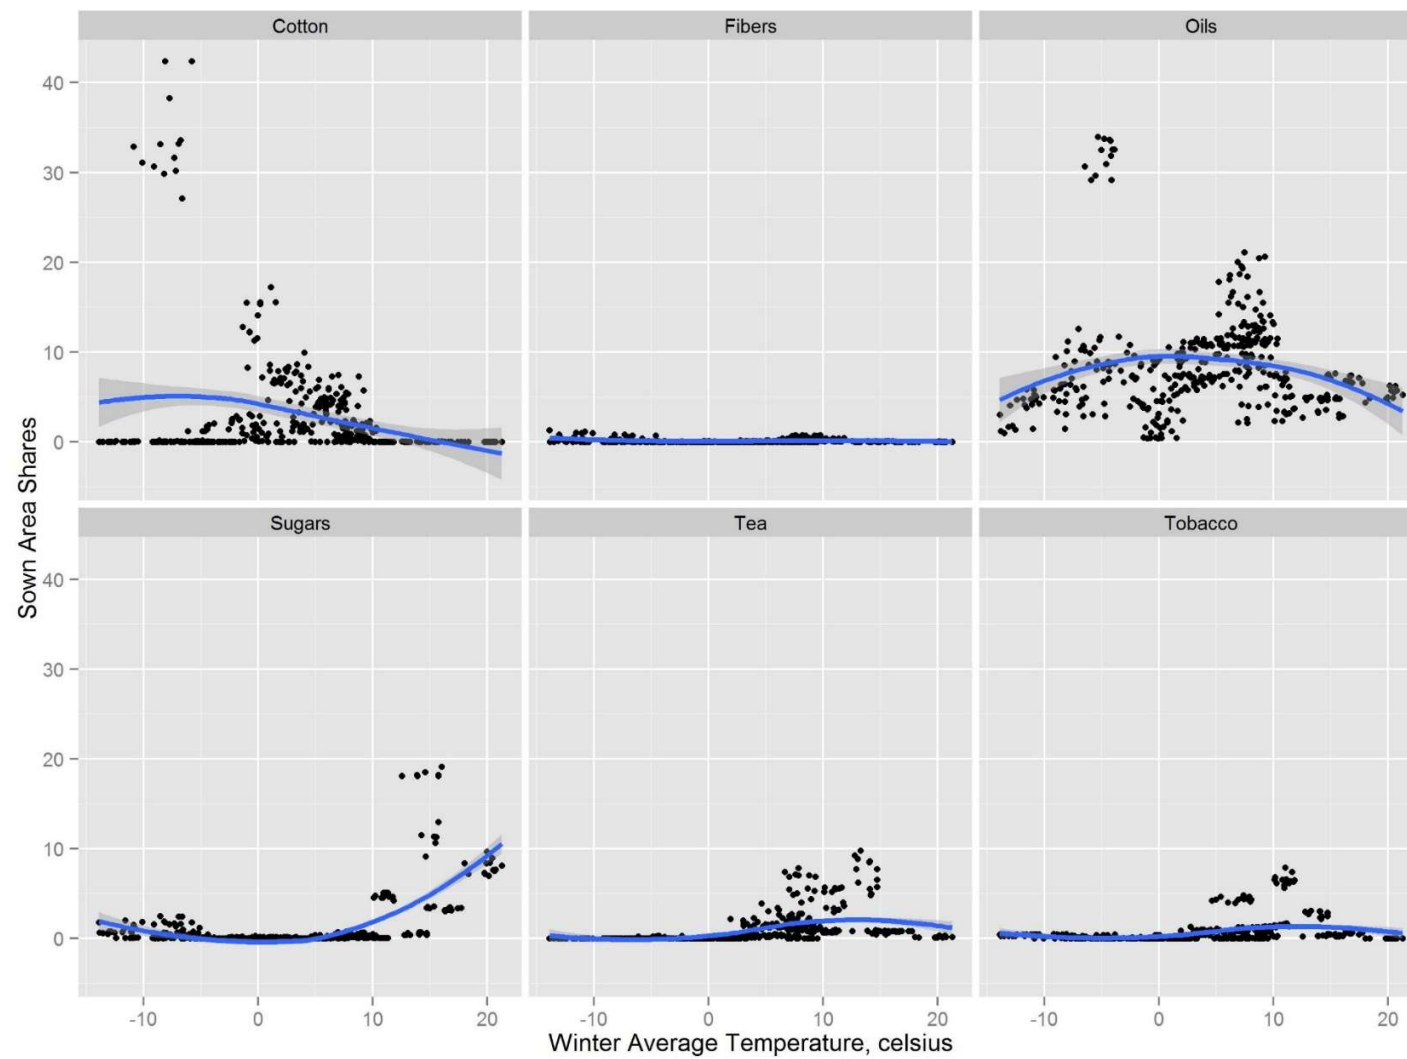 Cotton Fibers Oils
40
30
20
10
0
Sown Area Shares
Sugars Tea Tobacco
40
30
20
10
0
-10 0 10 20 -10 0 10 20 -10 0 10 20
Winter Average Temperature, celsius